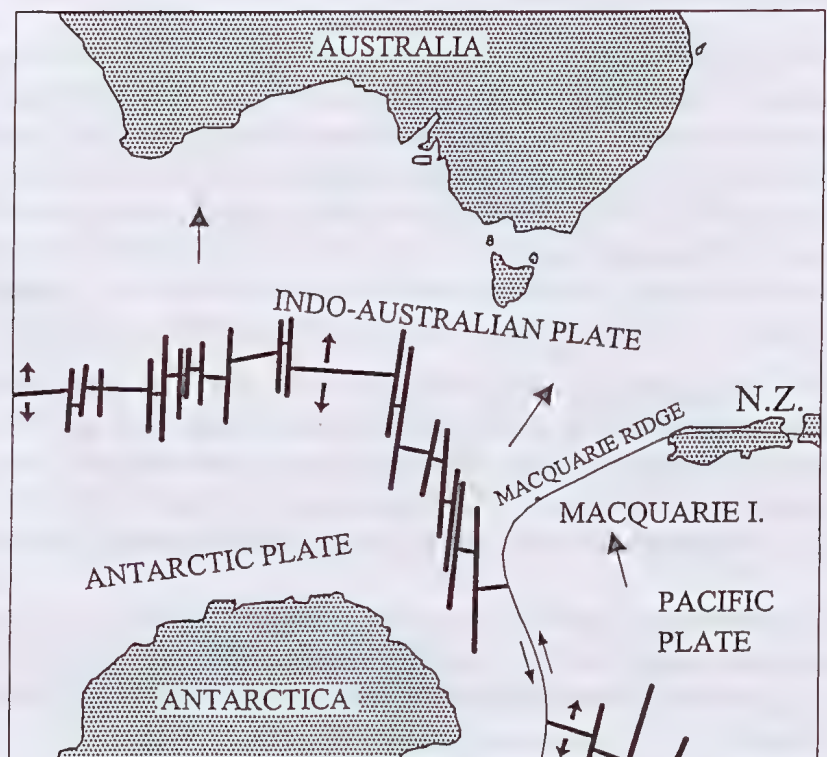 AUSTRALIA
INDO-AUSTRALIAN PLATE
N.Z.
MACQUARIE RIDGE
MACQUARIE I.
ANTARCTIC PLATE
PACIFIC
PLATE
ANTARCTICA